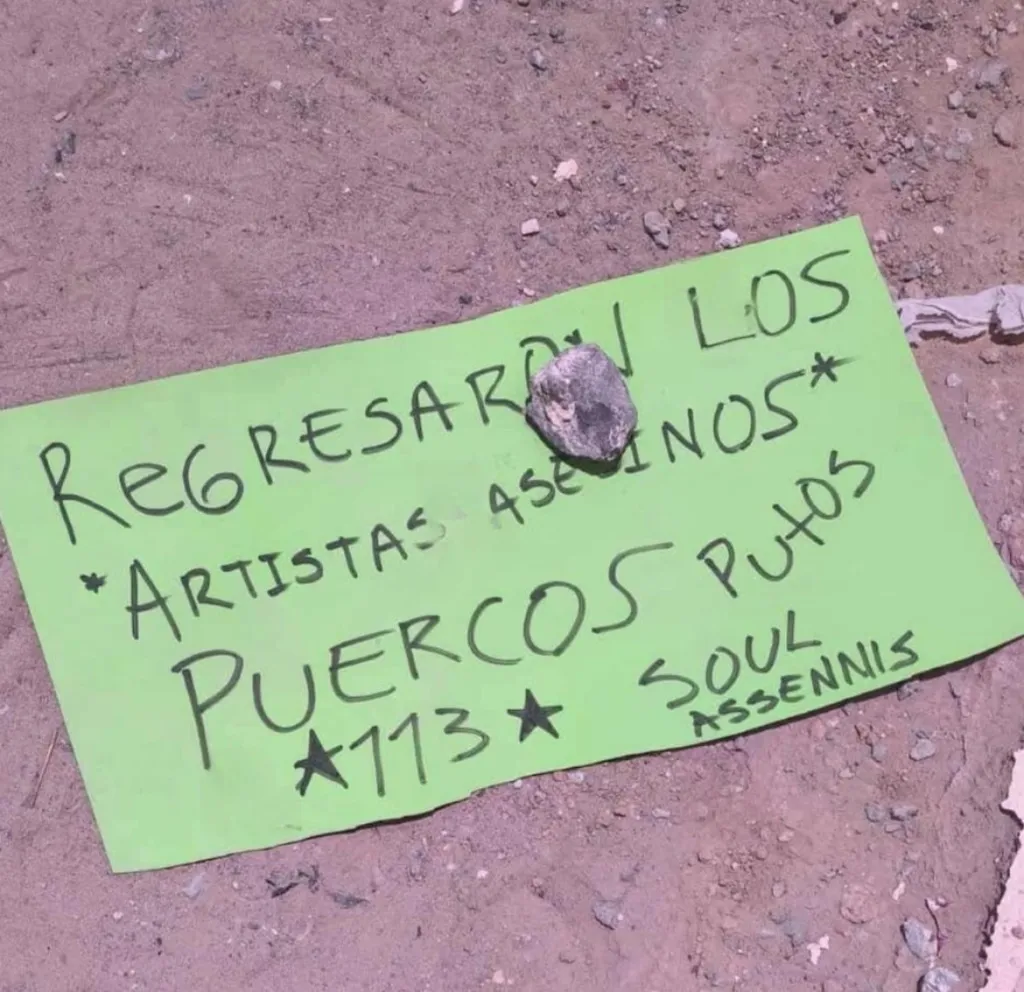 REGRESARON LOS
*ARTISTAS ASESINOS*
PUERCOS PUtOS
★113★ SOUL
ASSENNIS